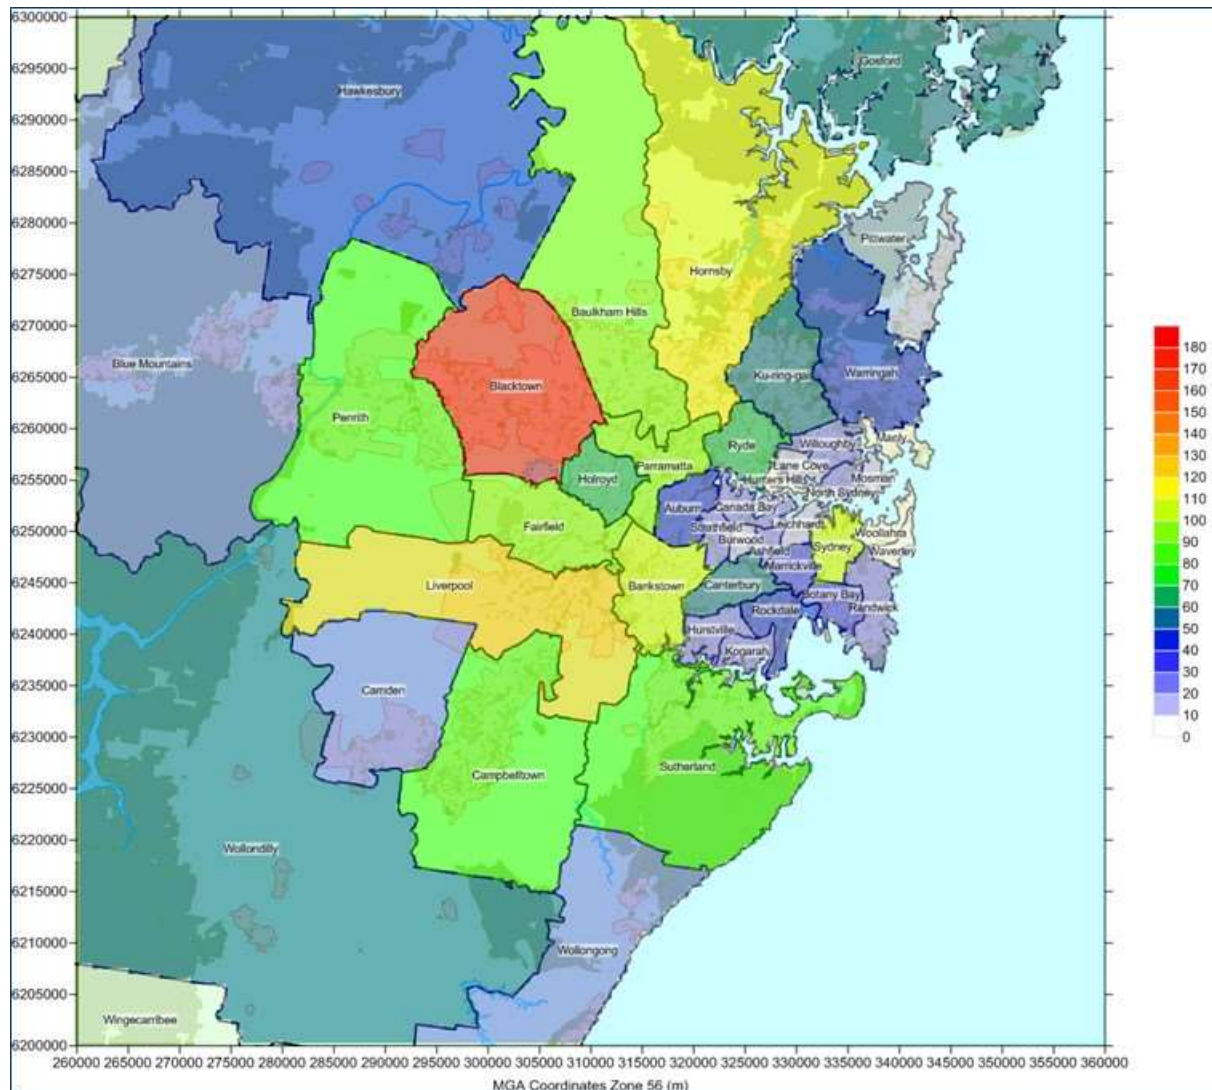 6300000
6295000
6290000
6285000
6280000
6275000
6270000
6265000
6260000
6255000
6250000
6245000
6240000
6235000
6230000
6225000
6220000
6215000
6210000
6205000
6200000
Gosford
Hawkesbury
Pittwater
Hornsby
Baulkham Hills
Blue Mountains
Ku-ring-gai
Warringah
Blacktown
Penrith
Manly
Willoughby
Ryde
Parramatta
Lane Cove
Holroyd
Hunters Hills
Mosman
North Sydney
Auburn
Canada Bay
Fairfield
Strathfield
Leichhardt
Woollahra
Burwood
Ashfield
Sydney
Waverley
Marrickville
Liverpool
Bankstown
Canterbury
Botany Bay
Rockdale
Randwick
Hurstville
Kogarah
Camden
Campbelltown
Sutherland
Wollondilly
Wollongong
Wingecarribee
180
170
160
150
140
130
120
110
100
90
80
70
60
50
40
30
20
10
0
260000 265000 270000 275000 280000 285000 290000 295000 300000 305000 310000 315000 320000 325000 330000 335000 340000 345000 350000 355000 360000
MGA Coordinates Zone 56 (m)